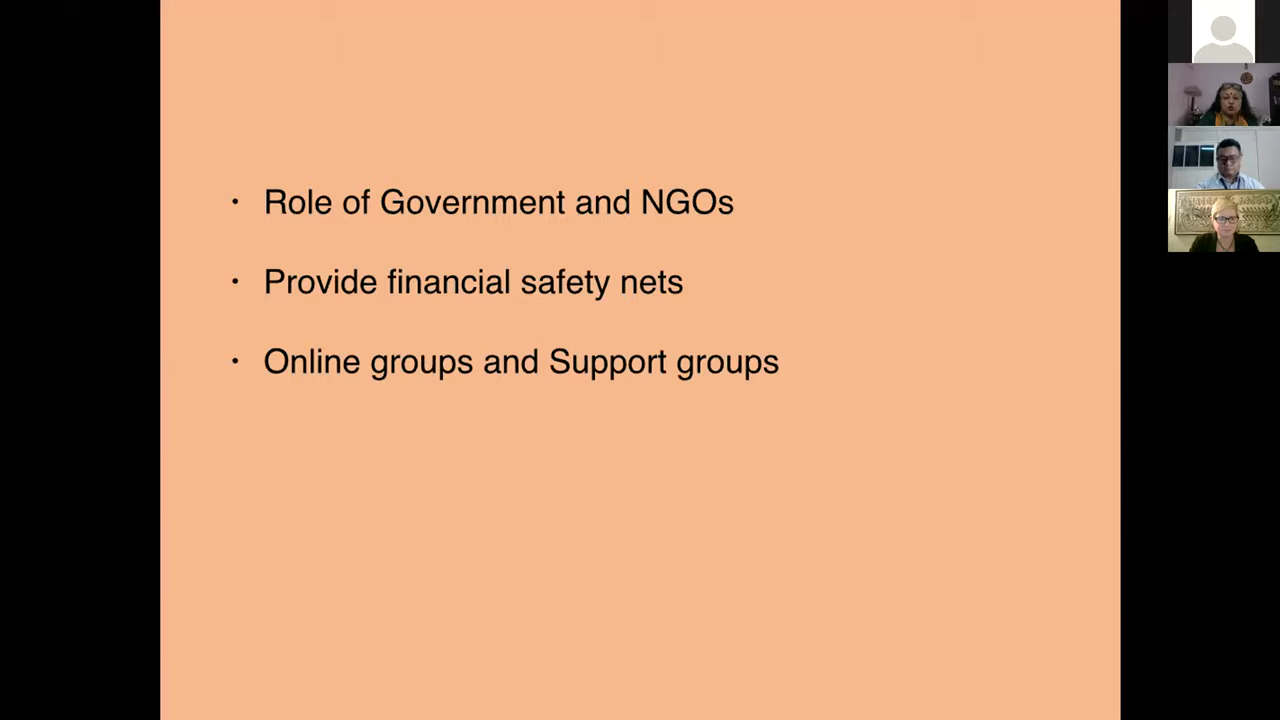 • Role of Government and NGOs
• Provide financial safety nets
• Online groups and Support groups